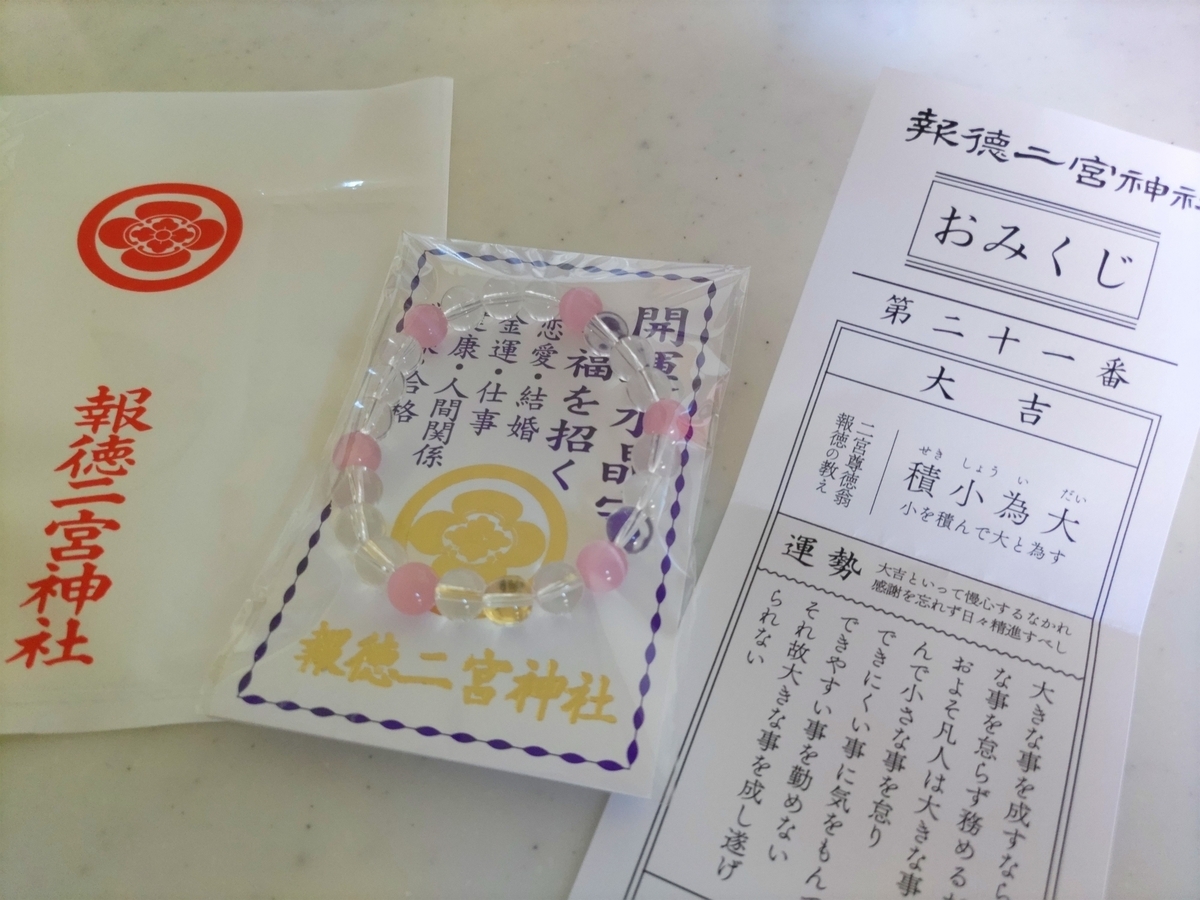 報徳二宮神社
開運水晶
福を招く
恋愛・結婚
金運・仕事
康・人間関係
合格
報徳二宮神社
報徳二宮神社
おみくじ
第二十一番
大吉
せきしょういだい
積小為大
小を積んで大と為す
二宮尊徳翁
報徳の教え
運勢
大吉といって慢心するなかれ
感謝を忘れず日々精進すべし
大きな事を成すなら
な事を怠らず務める
およそ凡人は大きな事
んで小さな事を怠り
できにくい事に気をもん
できやすい事を勤めない
それ故大きな事を成し遂げ
られない